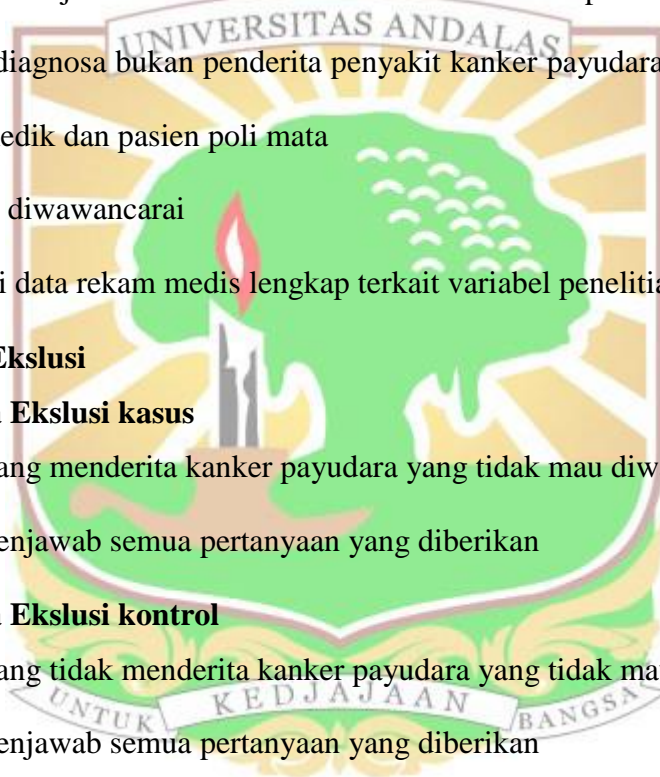 UNIVERSITAS ANDALAS
diagnosa bukan penderita penyakit kanker payudara
edik dan pasien poli mata
diwawancarai
i data rekam medis lengkap terkait variabel penelitia
Ekslusi
Ekslusi kasus
ang menderita kanker payudara yang tidak mau diw
enjawab semua pertanyaan yang diberikan
Ekslusi kontrol
ang tidak menderita kanker payudara yang tidak ma
UNTUK KEDJAJAAN BANGSA
enjawab semua pertanyaan yang diberikan